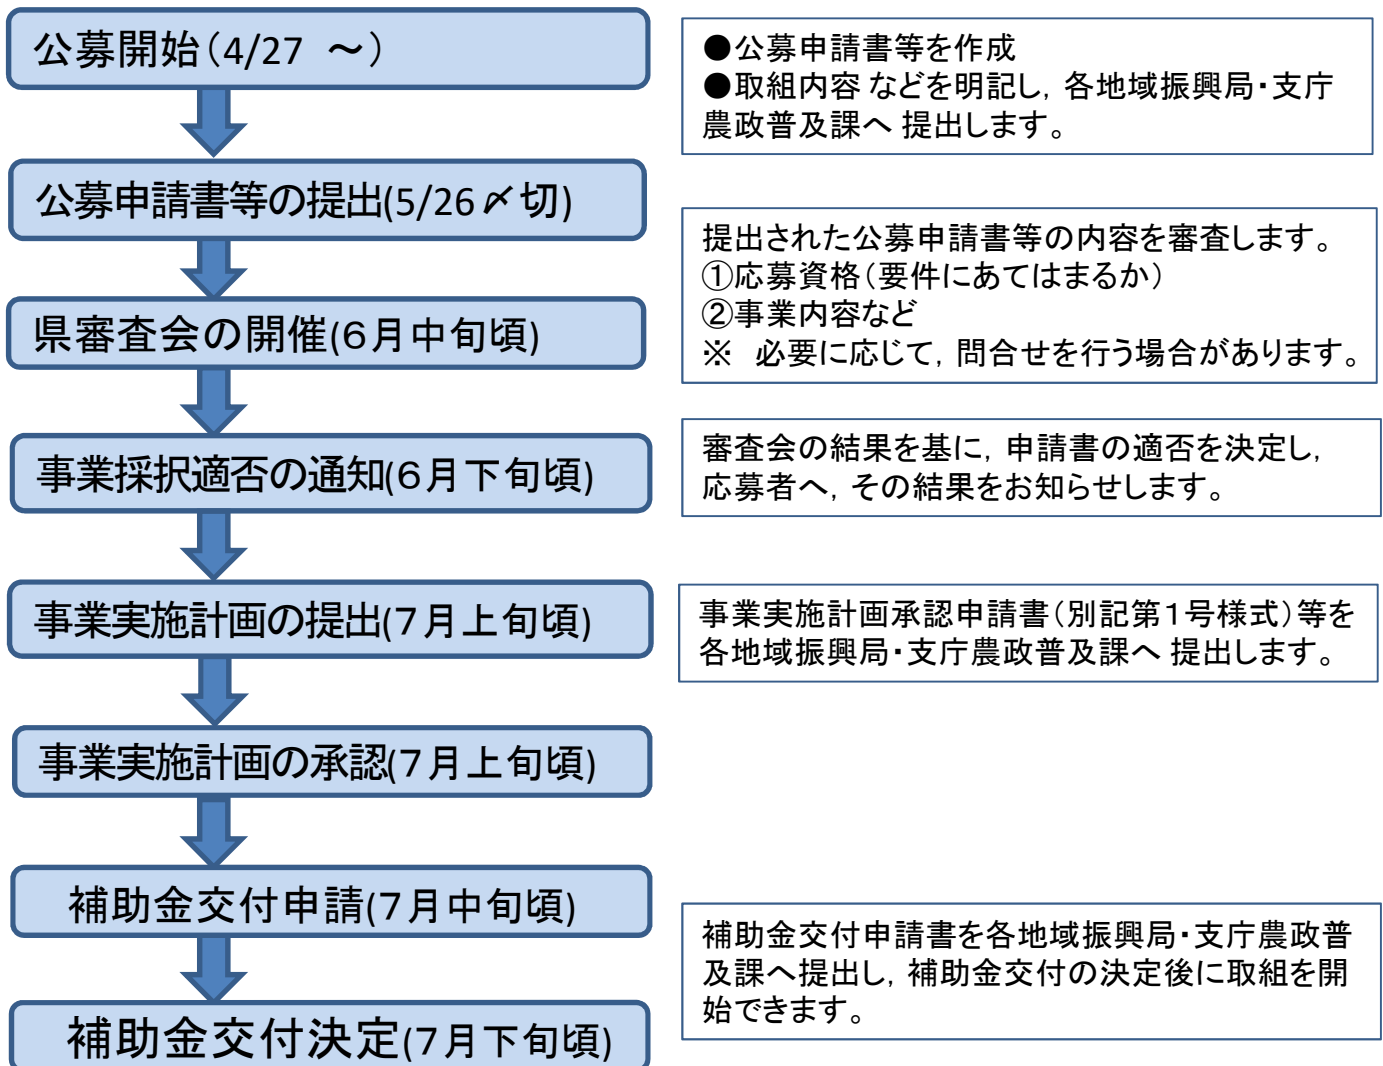 公募開始（4/27　～）
●公募申請書等を作成
●取組内容 などを明記し，各地域振興局・支庁
農政普及課へ 提出します。
公募申請書等の提出(5/26〆切)
提出された公募申請書等の内容を審査します。
①応募資格（要件にあてはまるか）
②事業内容など
※　必要に応じて，問合せを行う場合があります。
県審査会の開催(６月中旬頃)
事業採択適否の通知(６月下旬頃)
審査会の結果を基に，申請書の適否を決定し，
応募者へ，その結果をお知らせします。
事業実施計画の提出(７月上旬頃)
事業実施計画承認申請書（別記第１号様式）等を
各地域振興局・支庁農政普及課へ 提出します。
事業実施計画の承認(７月上旬頃)
補助金交付申請(７月中旬頃)
補助金交付申請書を各地域振興局・支庁農政普
及課へ提出し，補助金交付の決定後に取組を開
始できます。
補助金交付決定(７月下旬頃)